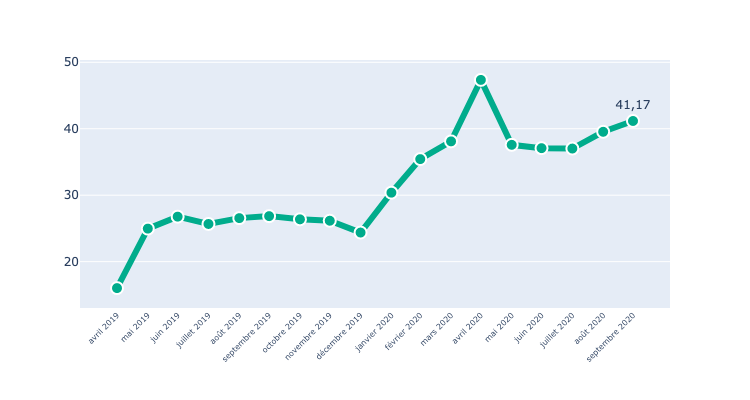 50
40
30
20
41,17
avril 2019
mai 2019
juin 2019
juillet 2019
août 2019
septembre 2019
octobre 2019
novembre 2019
décembre 2019
janvier 2020
février 2020
mars 2020
avril 2020
mai 2020
juin 2020
juillet 2020
août 2020
septembre 2020